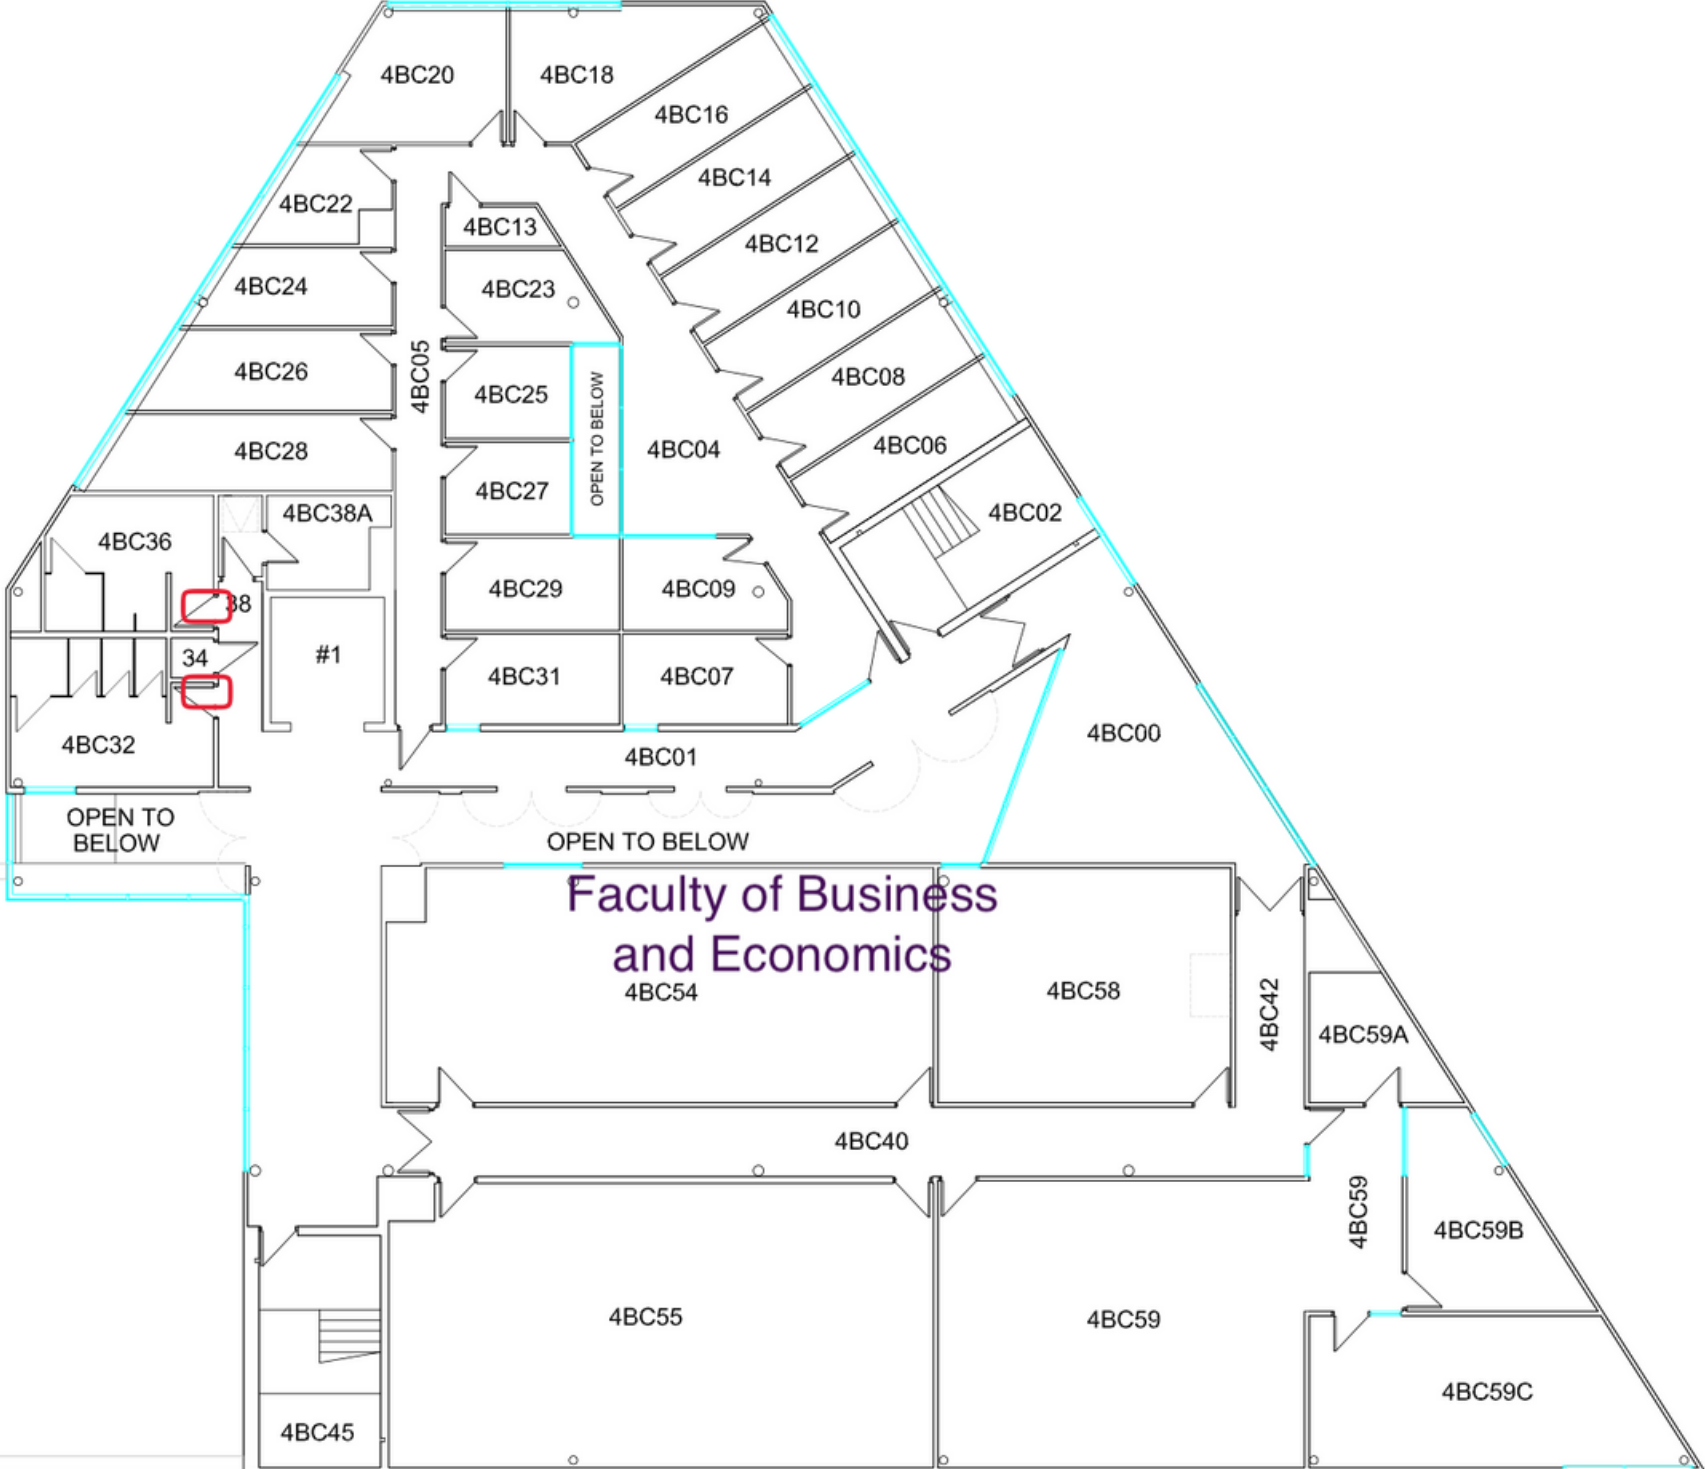 4BC20
4BC18
4BC16
4BC14
4BC22
4BC13
4BC12
4BC24
4BC23
4BC10
4BC26
4BC05
4BC25
OPEN TO BELOW
4BC08
4BC28
4BC04
4BC06
4BC27
4BC38A
4BC02
4BC36
4BC29
4BC09
38
34
#1
4BC31
4BC07
4BC32
4BC01
4BC00
OPEN TO
BELOW
OPEN TO BELOW
Faculty of Business
and Economics
4BC54
4BC58
4BC42
4BC59A
4BC40
4BC59
4BC59B
4BC55
4BC59
4BC59C
4BC45